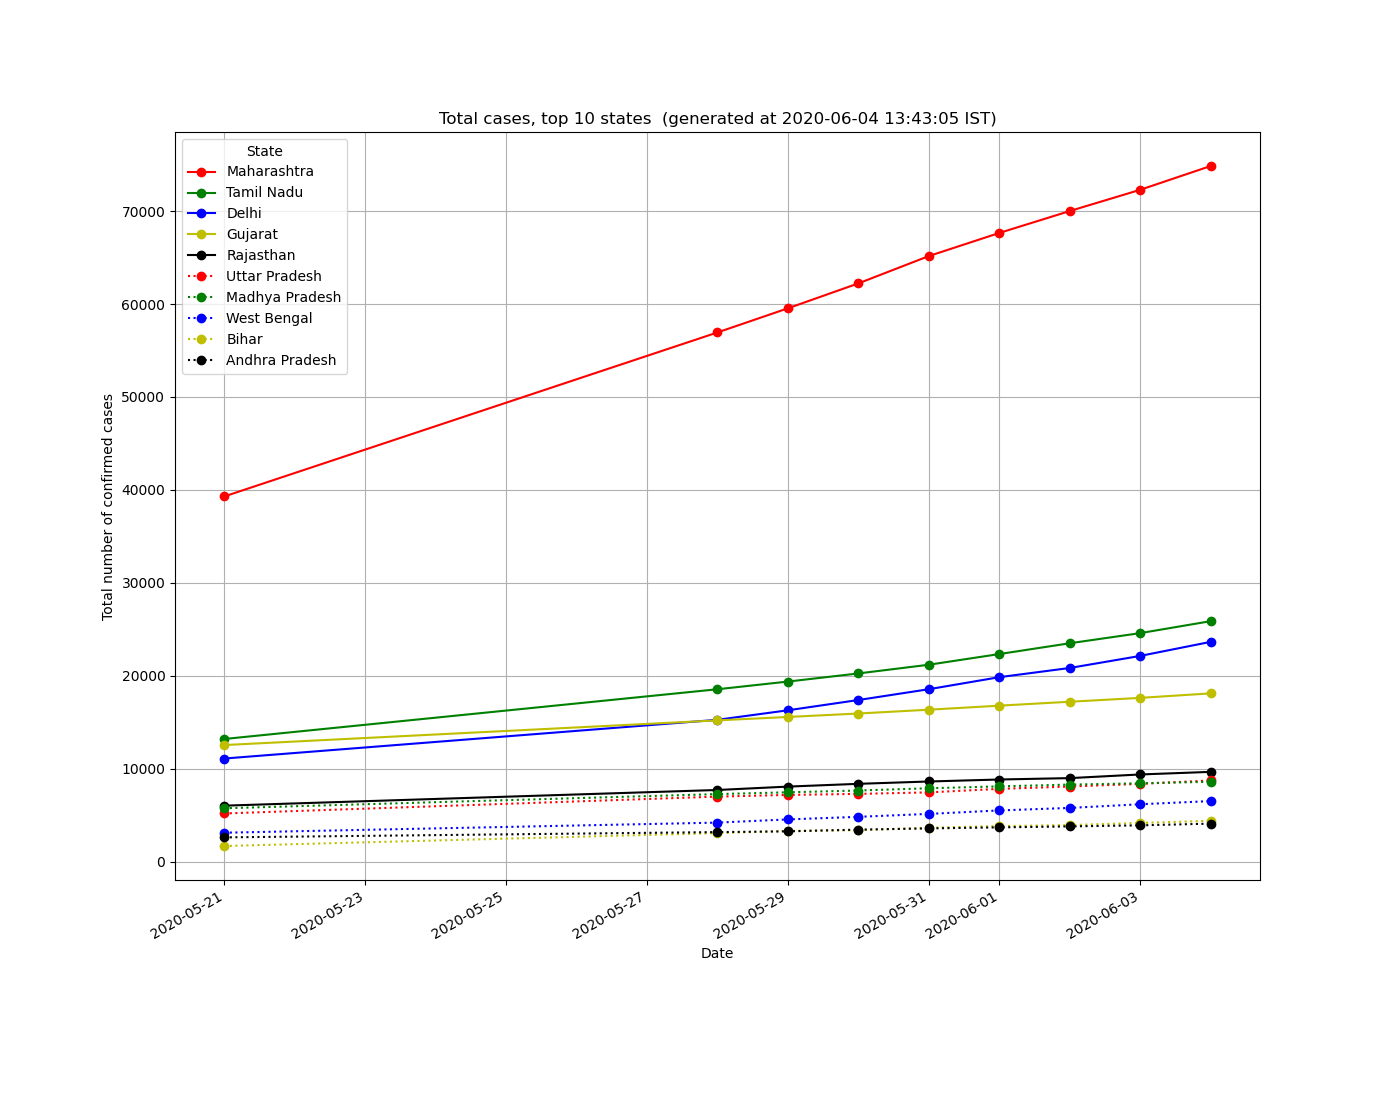 Total cases, top 10 states  (generated at 2020-06-04 13:43:05 IST)
State
Maharashtra
Tamil Nadu
Delhi
Gujarat
Rajasthan
Uttar Pradesh
Madhya Pradesh
West Bengal
Bihar
Andhra Pradesh
Total number of confirmed cases
70000
60000
50000
40000
30000
20000
10000
0
2020-05-21
2020-05-23
2020-05-25
2020-05-27
2020-05-29
2020-05-31
2020-06-01
2020-06-03
Date